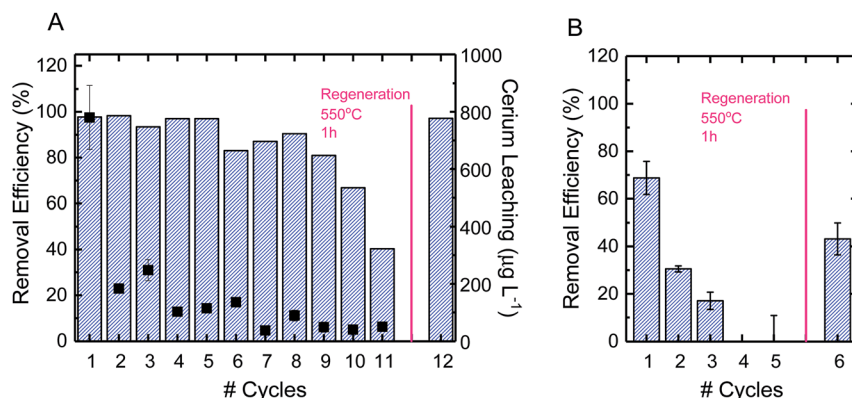 A
Removal Efficiency (%)
120
100
80
60
40
20
0
Regeneration
550°C
1h
1000
800
600
400
200
0
Cerium Leaching (µg L⁻¹)
1 2 3 4 5 6 7 8 9 10 11 12
# Cycles
B
Removal Efficiency (%)
120
100
80
60
40
20
0
Regeneration
550°C
1h
1 2 3 4 5 6
# Cycles